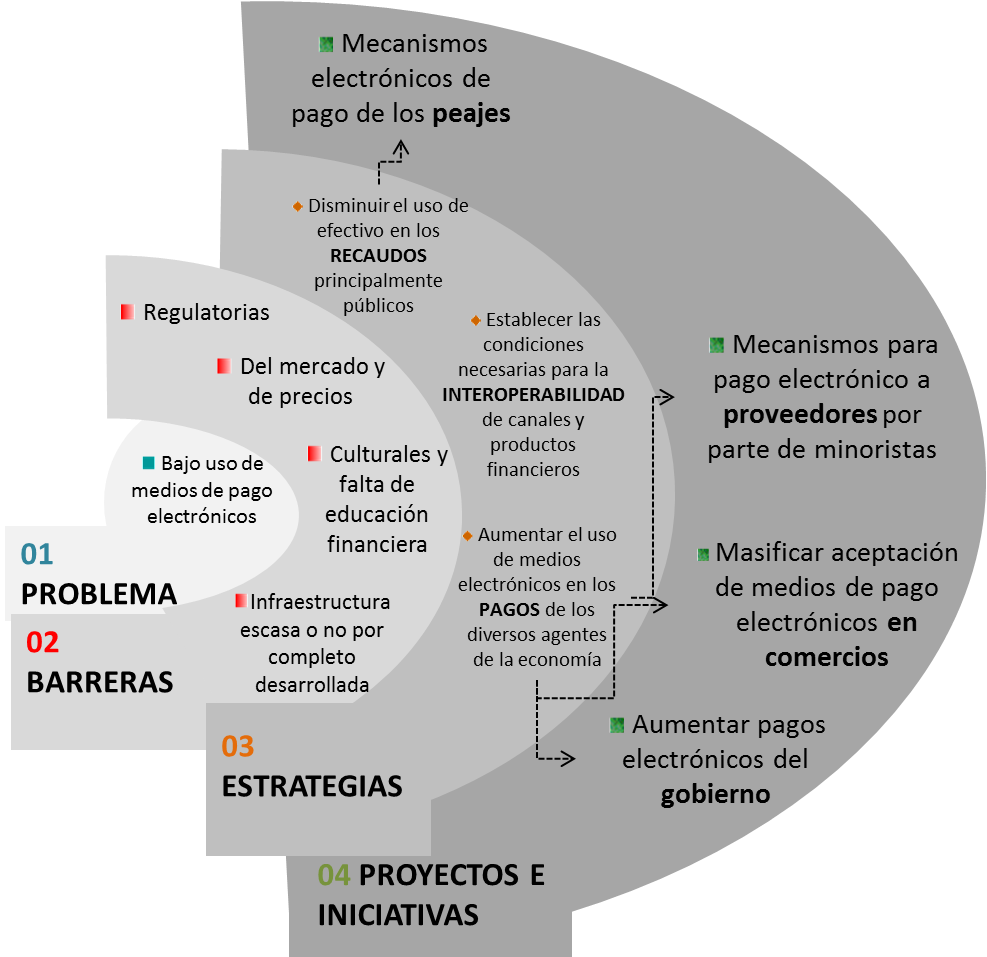 Mecanismos
electrónicos de
pago de los peajes
Disminuir el uso de
efectivo en los
RECAUDOS
principalmente
públicos
Regulatorias
Del mercado y
de precios
Establecer las
condiciones
necesarias para la
INTEROPERABILIDAD
de canales y
productos
financieros
Mecanismos para
pago electrónico a
proveedores por
parte de minoristas
Bajo uso de
medios de pago
electrónicos
Culturales y
falta de
educación
financiera
Aumentar el uso
de medios
electrónicos en los
PAGOS de los
diversos agentes
de la economía
Masificar aceptación
de medios de pago
electrónicos en
comercios
01
PROBLEMA
Infraestructura
escasa o no por
completo
desarrollada
02
BARRERAS
Aumentar pagos
electrónicos del
gobierno
03
ESTRATEGIAS
04 PROYECTOS E
INICIATIVAS